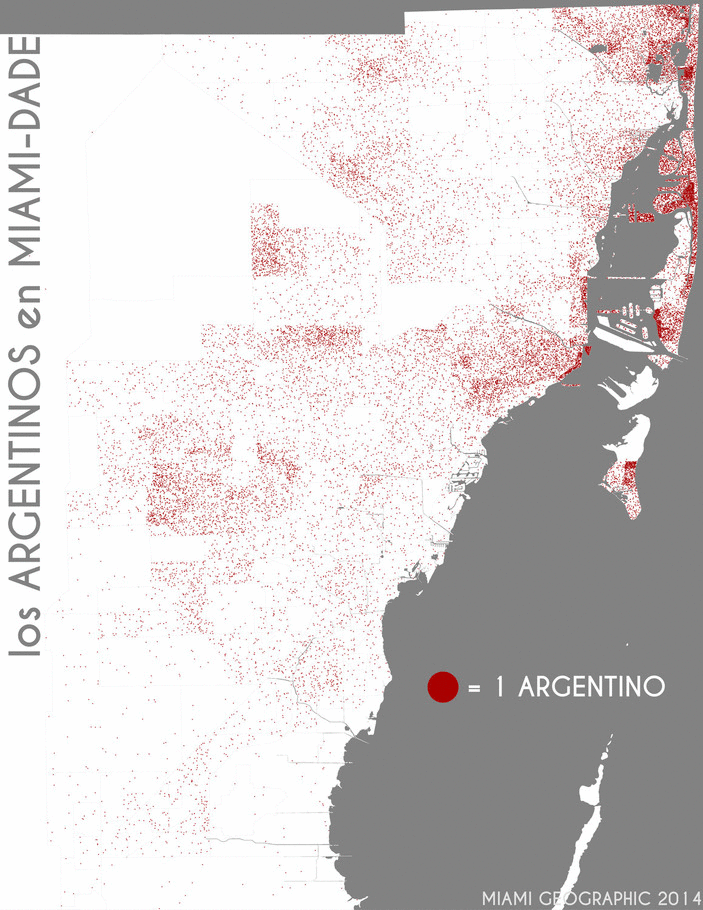 los ARGENTINOS en MIAMI-DADE
= 1 ARGENTINO
MIAMI GEOGRAPHIC 2014